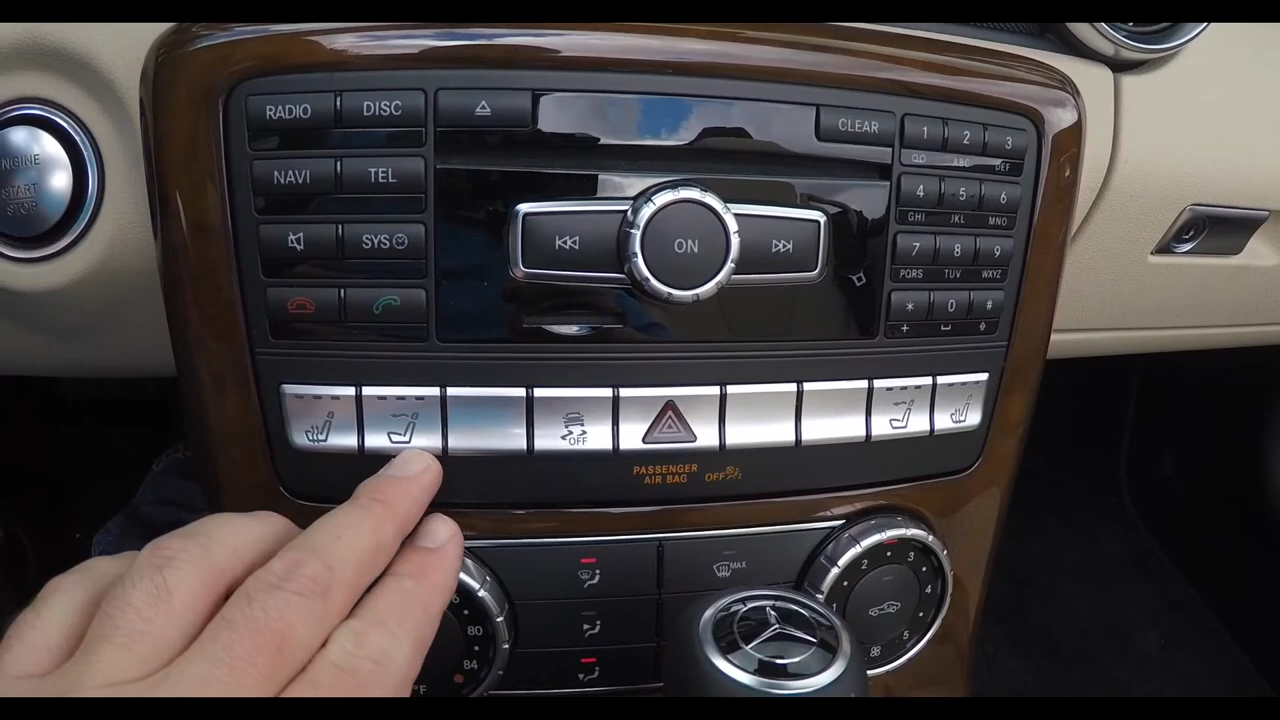 ENGINE
START
STOP
RADIO
DISC
NAVI
TEL
SYS
CLEAR
ON
1
2
3
ABC
DEF
4
5
6
GHI
JKL
MNO
7
8
9
PQRS
TUV
WXYZ
*
0
#
+
OFF
PASSENGER
AIR BAG
OFF
MAX
80
84
°F
1
2
3
4
5